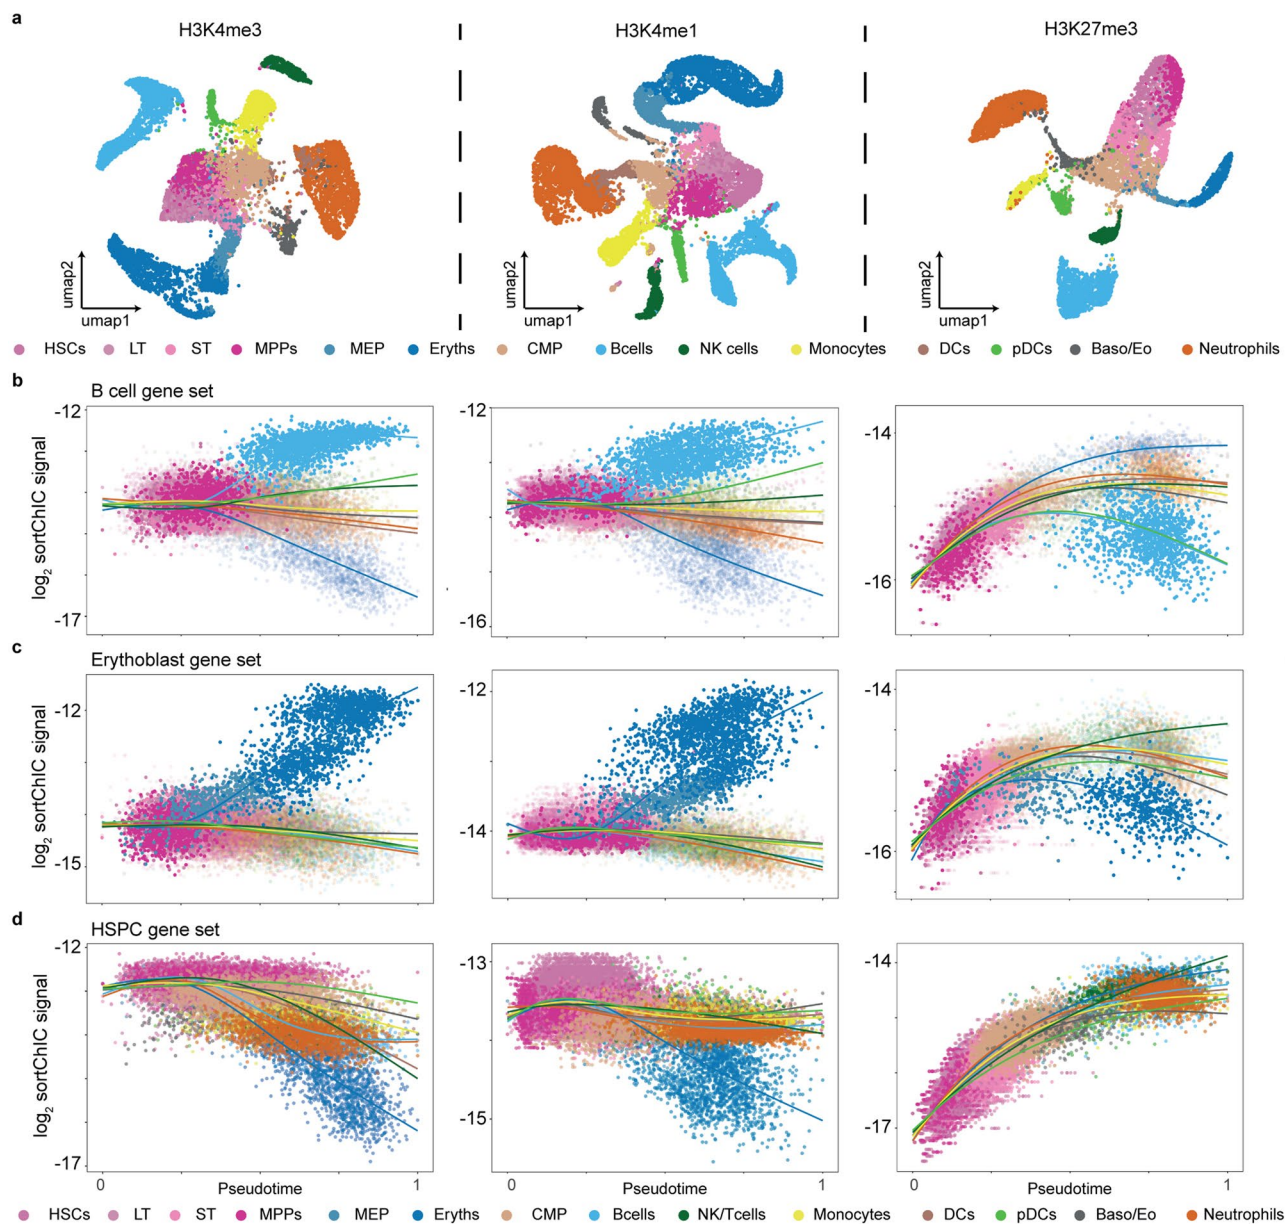 a
H3K4me3
H3K4me1
H3K27me3
umap2
umap1
umap2
umap1
umap2
umap1
HSCs LT ST MPPs MEP Eryths CMP Bcells NK cells Monocytes DCs pDCs Baso/Eo Neutrophils
b
B cell gene set
log2 sortChIC signal
-12
-17
-12
-16
-14
-16
c
Erythoblast gene set
log2 sortChIC signal
-12
-15
-12
-14
-14
-16
d
HSPC gene set
log2 sortChIC signal
-12
-17
-13
-15
-14
-17
0 Pseudotime 1
0 Pseudotime 1
0 Pseudotime 1
HSCs LT ST MPPs MEP Eryths CMP Bcells NK/Tcells Monocytes DCs pDCs Baso/Eo Neutrophils